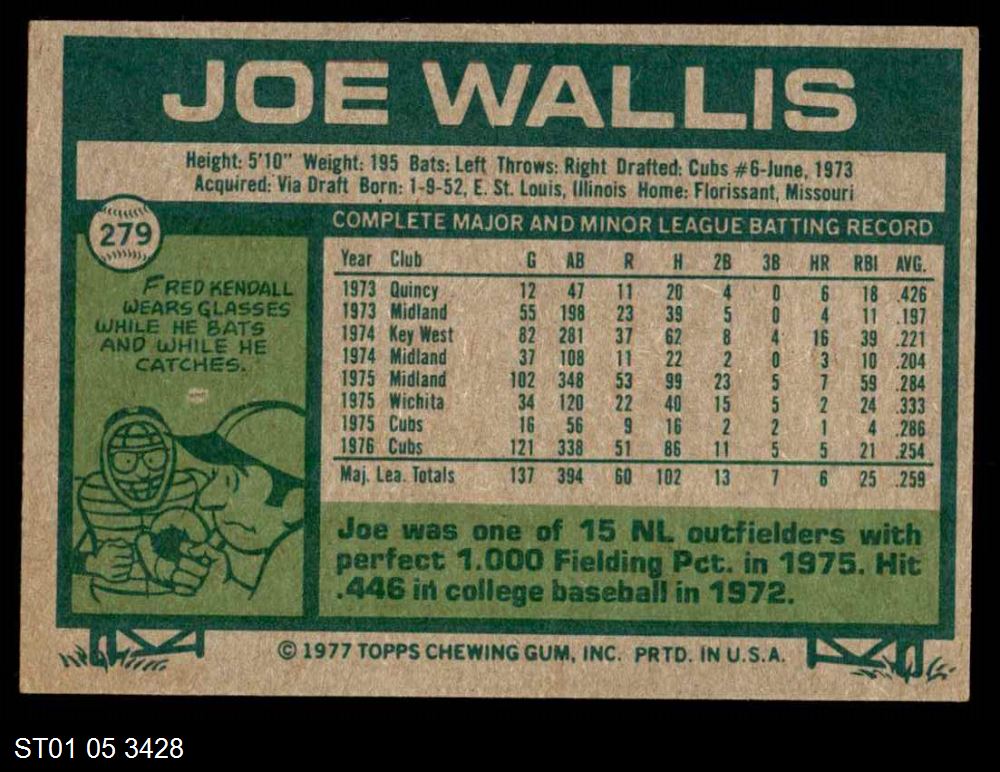 JOE WALLIS
Height: 5'10" Weight: 195 Bats: Left Throws: Right Drafted: Cubs #6-June, 1973
Acquired: Via Draft Born: 1-9-52, E. St. Louis, Illinois Home: Florissant, Missouri
279
FRED KENDALL
WEARS GLASSES
WHILE HE BATS
AND WHILE HE
CATCHES.
COMPLETE MAJOR AND MINOR LEAGUE BATTING RECORD
Year Club G AB R H 2B 3B HR RBI AVG.
1973 Quincy 12 47 11 20 4 0 6 18 .426
1973 Midland 55 198 23 39 5 0 4 11 .197
1974 Key West 82 281 37 62 8 4 16 39 .221
1974 Midland 37 108 11 22 2 0 3 10 .204
1975 Midland 102 348 53 99 23 5 7 59 .284
1975 Wichita 34 120 22 40 15 5 2 24 .333
1975 Cubs 16 56 9 16 2 2 1 4 .286
1976 Cubs 121 338 51 86 11 5 5 21 .254
Maj. Lea. Totals 137 394 60 102 13 7 6 25 .259
Joe was one of 15 NL outfielders with
perfect 1.000 Fielding Pct. in 1975. Hit
.446 in college baseball in 1972.
© 1977 TOPPS CHEWING GUM, INC. PRTD. IN U.S.A.
ST01 05 3428